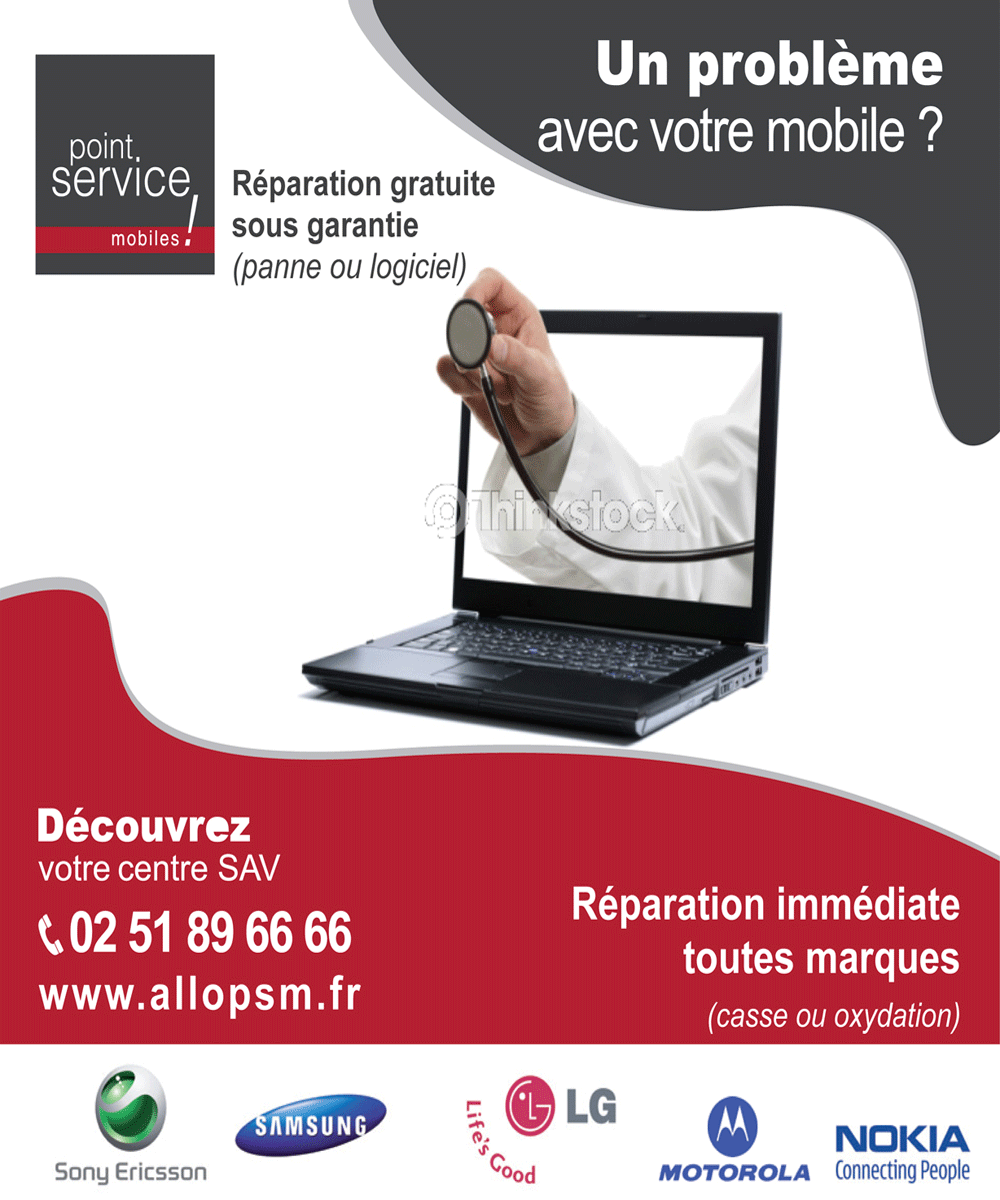 Un problème
avec votre mobile ?
point.
service
mobiles !
Réparation gratuite
sous garantie
(panne ou logiciel)
Thinkstock
Découvrez
votre centre SAV
02 51 89 66 66
www.allopsm.fr
Réparation immédiate
toutes marques
(casse ou oxydation)
Sony Ericsson
SAMSUNG
Life's Good
LG
MOTOROLA
NOKIA
Connecting People